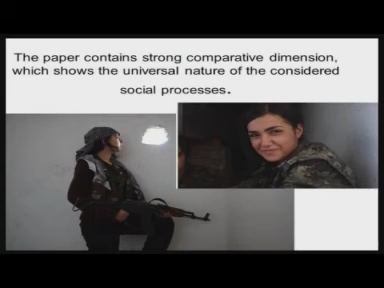 The paper contains strong comparative dimension,
which shows the universal nature of the considered
social processes.